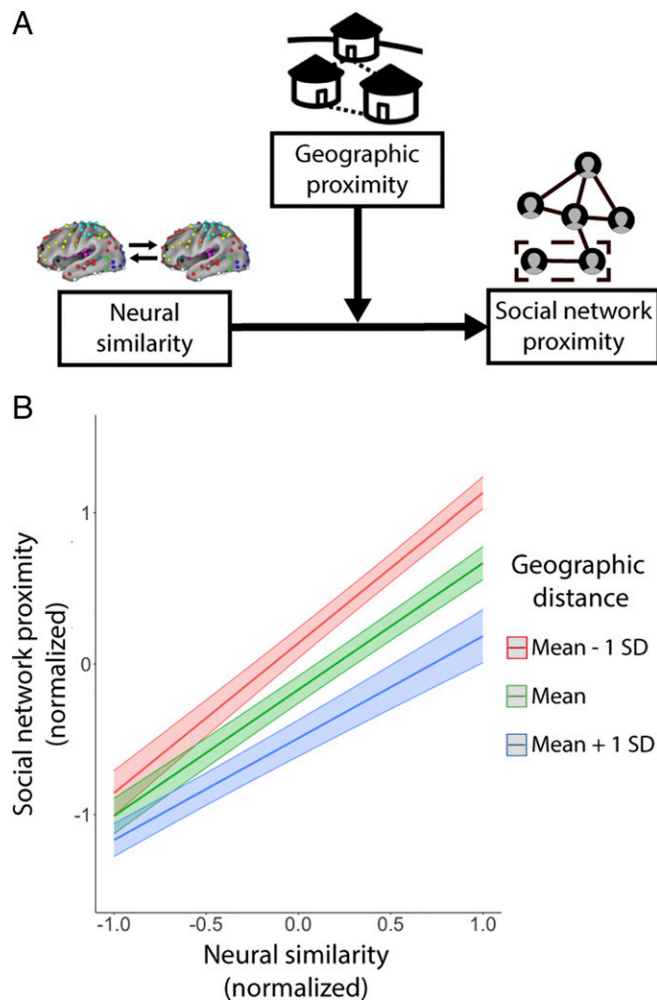 A
Geographic
proximity
Neural
similarity
Social network
proximity
B
Social network proximity
(normalized)
1
0
-1
-1.0
-0.5
0.0
0.5
1.0
Neural similarity
(normalized)
Geographic
distance
Mean - 1 SD
Mean
Mean + 1 SD